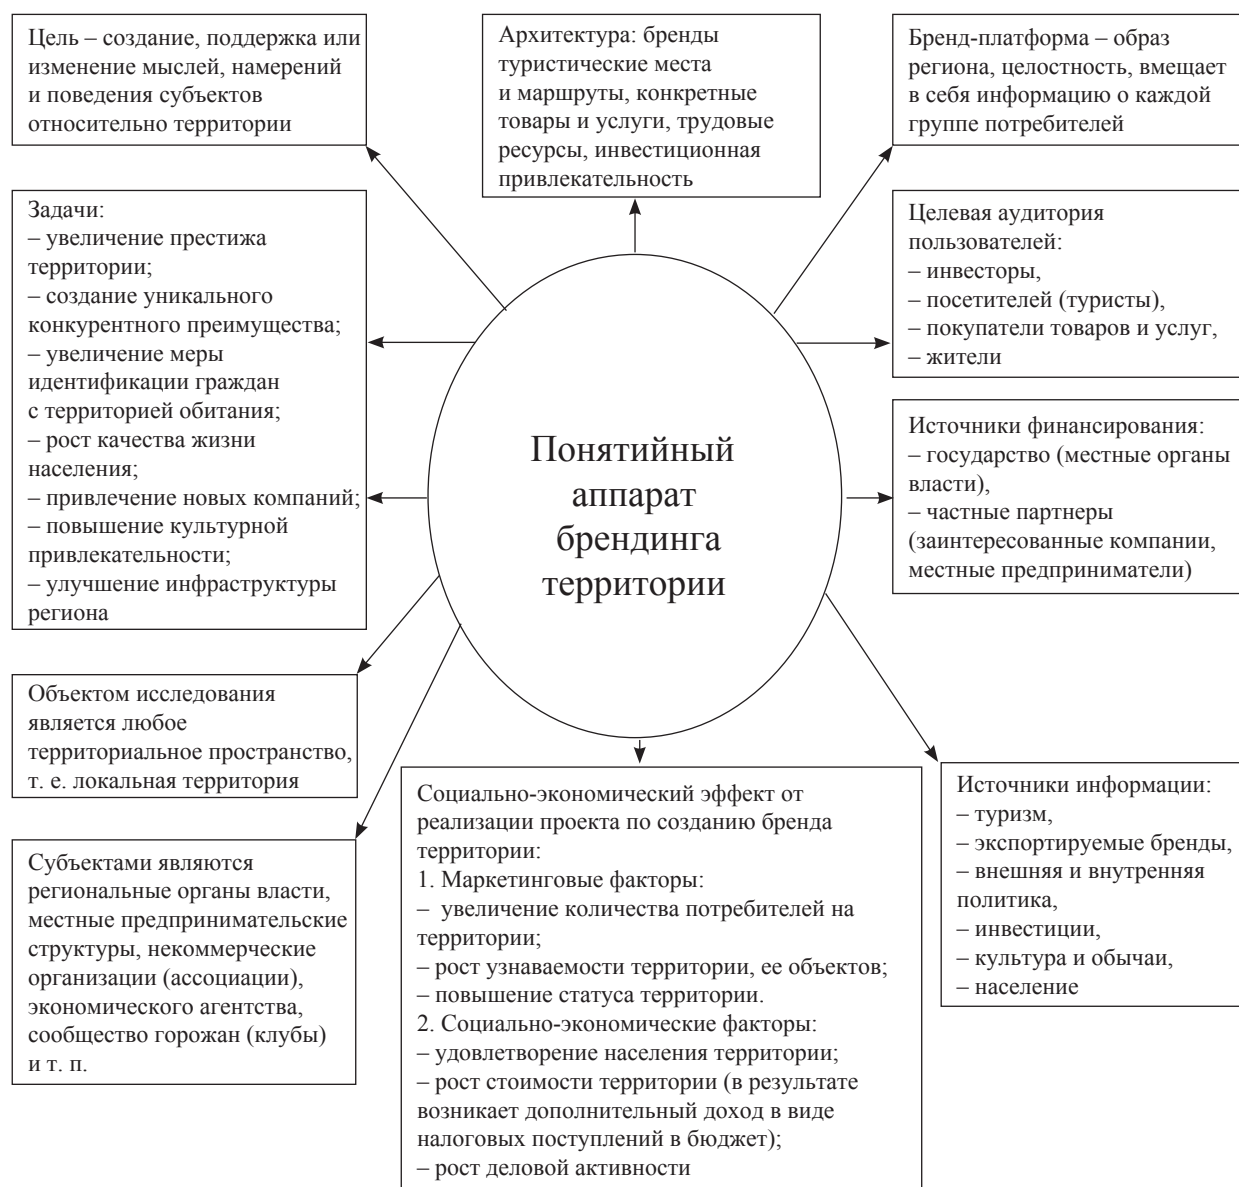 Цель – создание, поддержка или
изменение мыслей, намерений
и поведения субъектов
относительно территории
Архитектура: бренды
туристические места
и маршруты, конкретные
товары и услуги, трудовые
ресурсы, инвестиционная
привлекательность
Бренд-платформа – образ
региона, целостность, вмещает
в себя информацию о каждой
группе потребителей
Задачи:
– увеличение престижа
территории;
– создание уникального
конкурентного преимущества;
– увеличение меры
идентификации граждан
с территорией обитания;
– рост качества жизни
населения;
– привлечение новых компаний;
– повышение культурной
привлекательности;
– улучшение инфраструктуры
региона
Целевая аудитория
пользователей:
– инвесторы,
– посетителей (туристы),
– покупатели товаров и услуг,
– жители
Понятийный
аппарат
брендинга
территории
Источники финансирования:
– государство (местные органы
власти),
– частные партнеры
(заинтересованные компании,
местные предприниматели)
Объектом исследования
является любое
территориальное пространство,
т. е. локальная территория
Субъектами являются
региональные органы власти,
местные предпринимательские
структуры, некоммерческие
организации (ассоциации),
экономического агентства,
сообщество горожан (клубы)
и т. п.
Социально-экономический эффект от
реализации проекта по созданию бренда
территории:
1. Маркетинговые факторы:
– увеличение количества потребителей на
территории;
– рост узнаваемости территории, ее объектов;
– повышение статуса территории.
2. Социально-экономические факторы:
– удовлетворение населения территории;
– рост стоимости территории (в результате
возникает дополнительный доход в виде
налоговых поступлений в бюджет);
– рост деловой активности
Источники информации:
– туризм,
– экспортируемые бренды,
– внешняя и внутренняя
политика,
– инвестиции,
– культура и обычаи,
– население